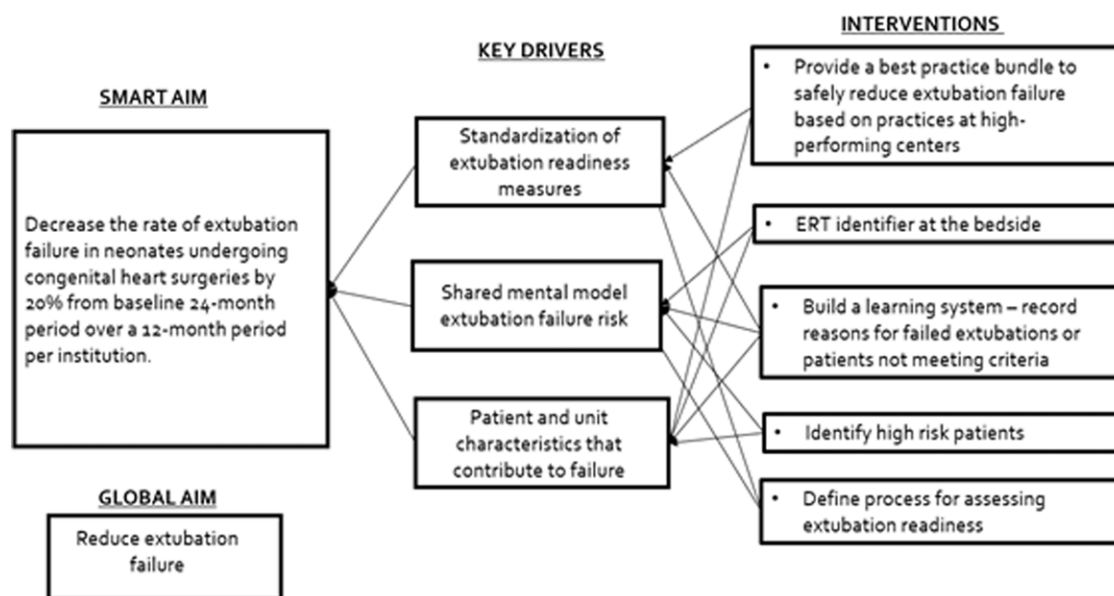 SMART AIM
Decrease the rate of extubation
failure in neonates undergoing
congenital heart surgeries by
20% from baseline 24-month
period over a 12-month period
per institution.
GLOBAL AIM
Reduce extubation
failure
KEY DRIVERS
Standardization of
extubation readiness
measures
Shared mental model
extubation failure risk
Patient and unit
characteristics that
contribute to failure
INTERVENTIONS
• Provide a best practice bundle to
safely reduce extubation failure
based on practices at high-
performing centers
• ERT identifier at the bedside
• Build a learning system – record
reasons for failed extubations or
patients not meeting criteria
• Identify high risk patients
• Define process for assessing
extubation readiness